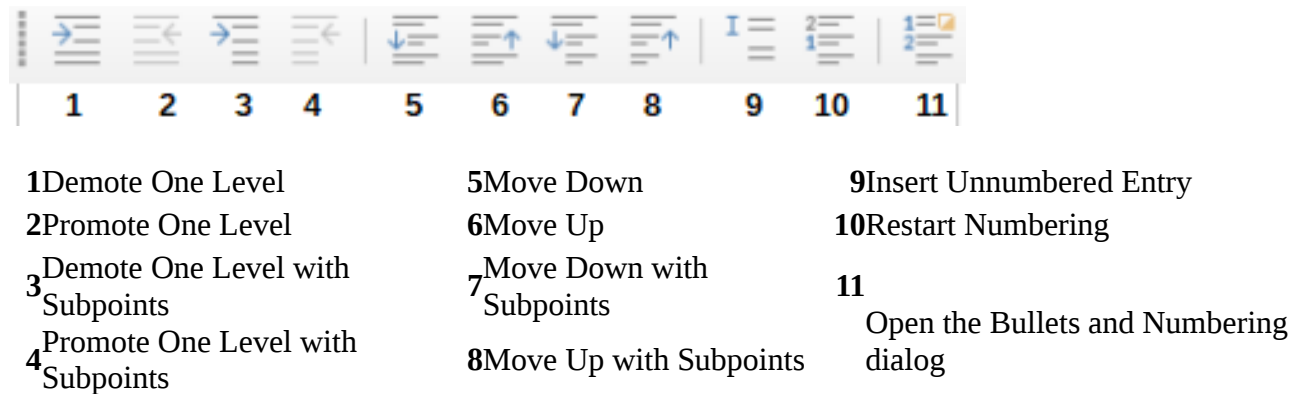 1 2 3 4 5 6 7 8 9 10 11
1Demote One Level
2Promote One Level
3Demote One Level with
Subpoints
4Promote One Level with
Subpoints
5Move Down
6Move Up
7Move Down with
Subpoints
8Move Up with Subpoints
9Insert Unnumbered Entry
10Restart Numbering
11
Open the Bullets and Numbering
dialog